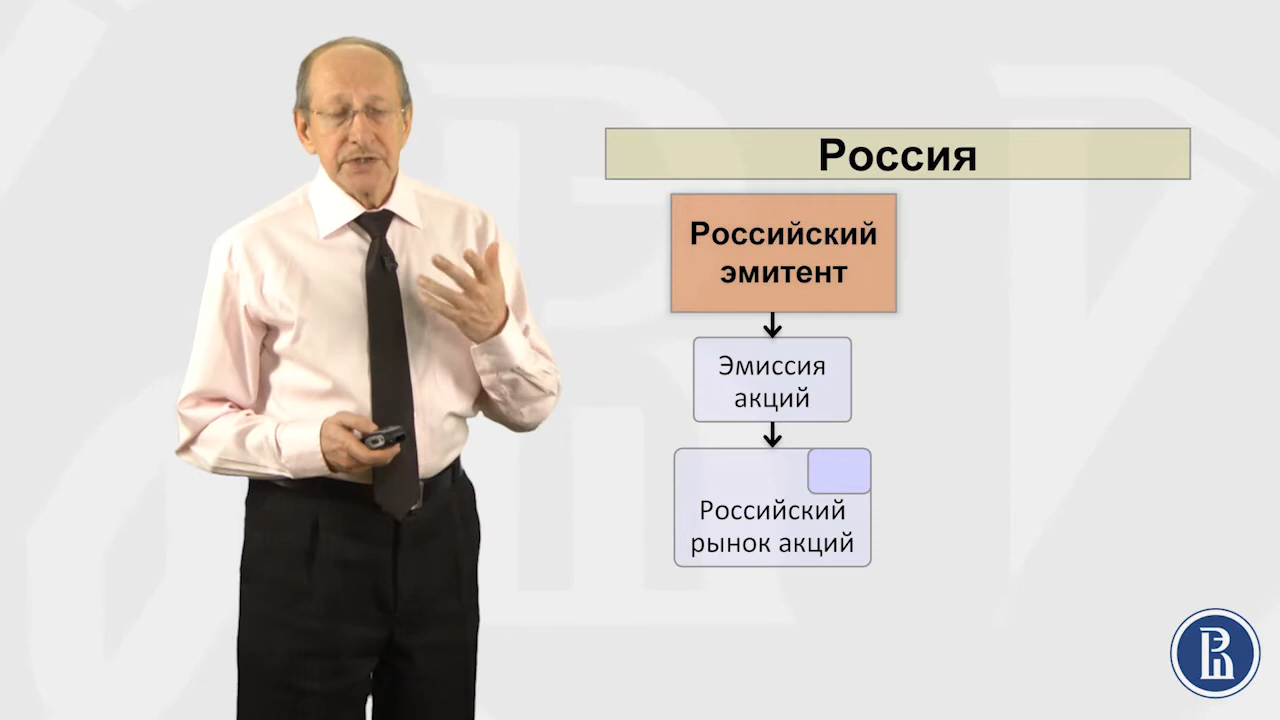 Россия
Российский
эмитент
Эмиссия
акций
Российский
рынок акций